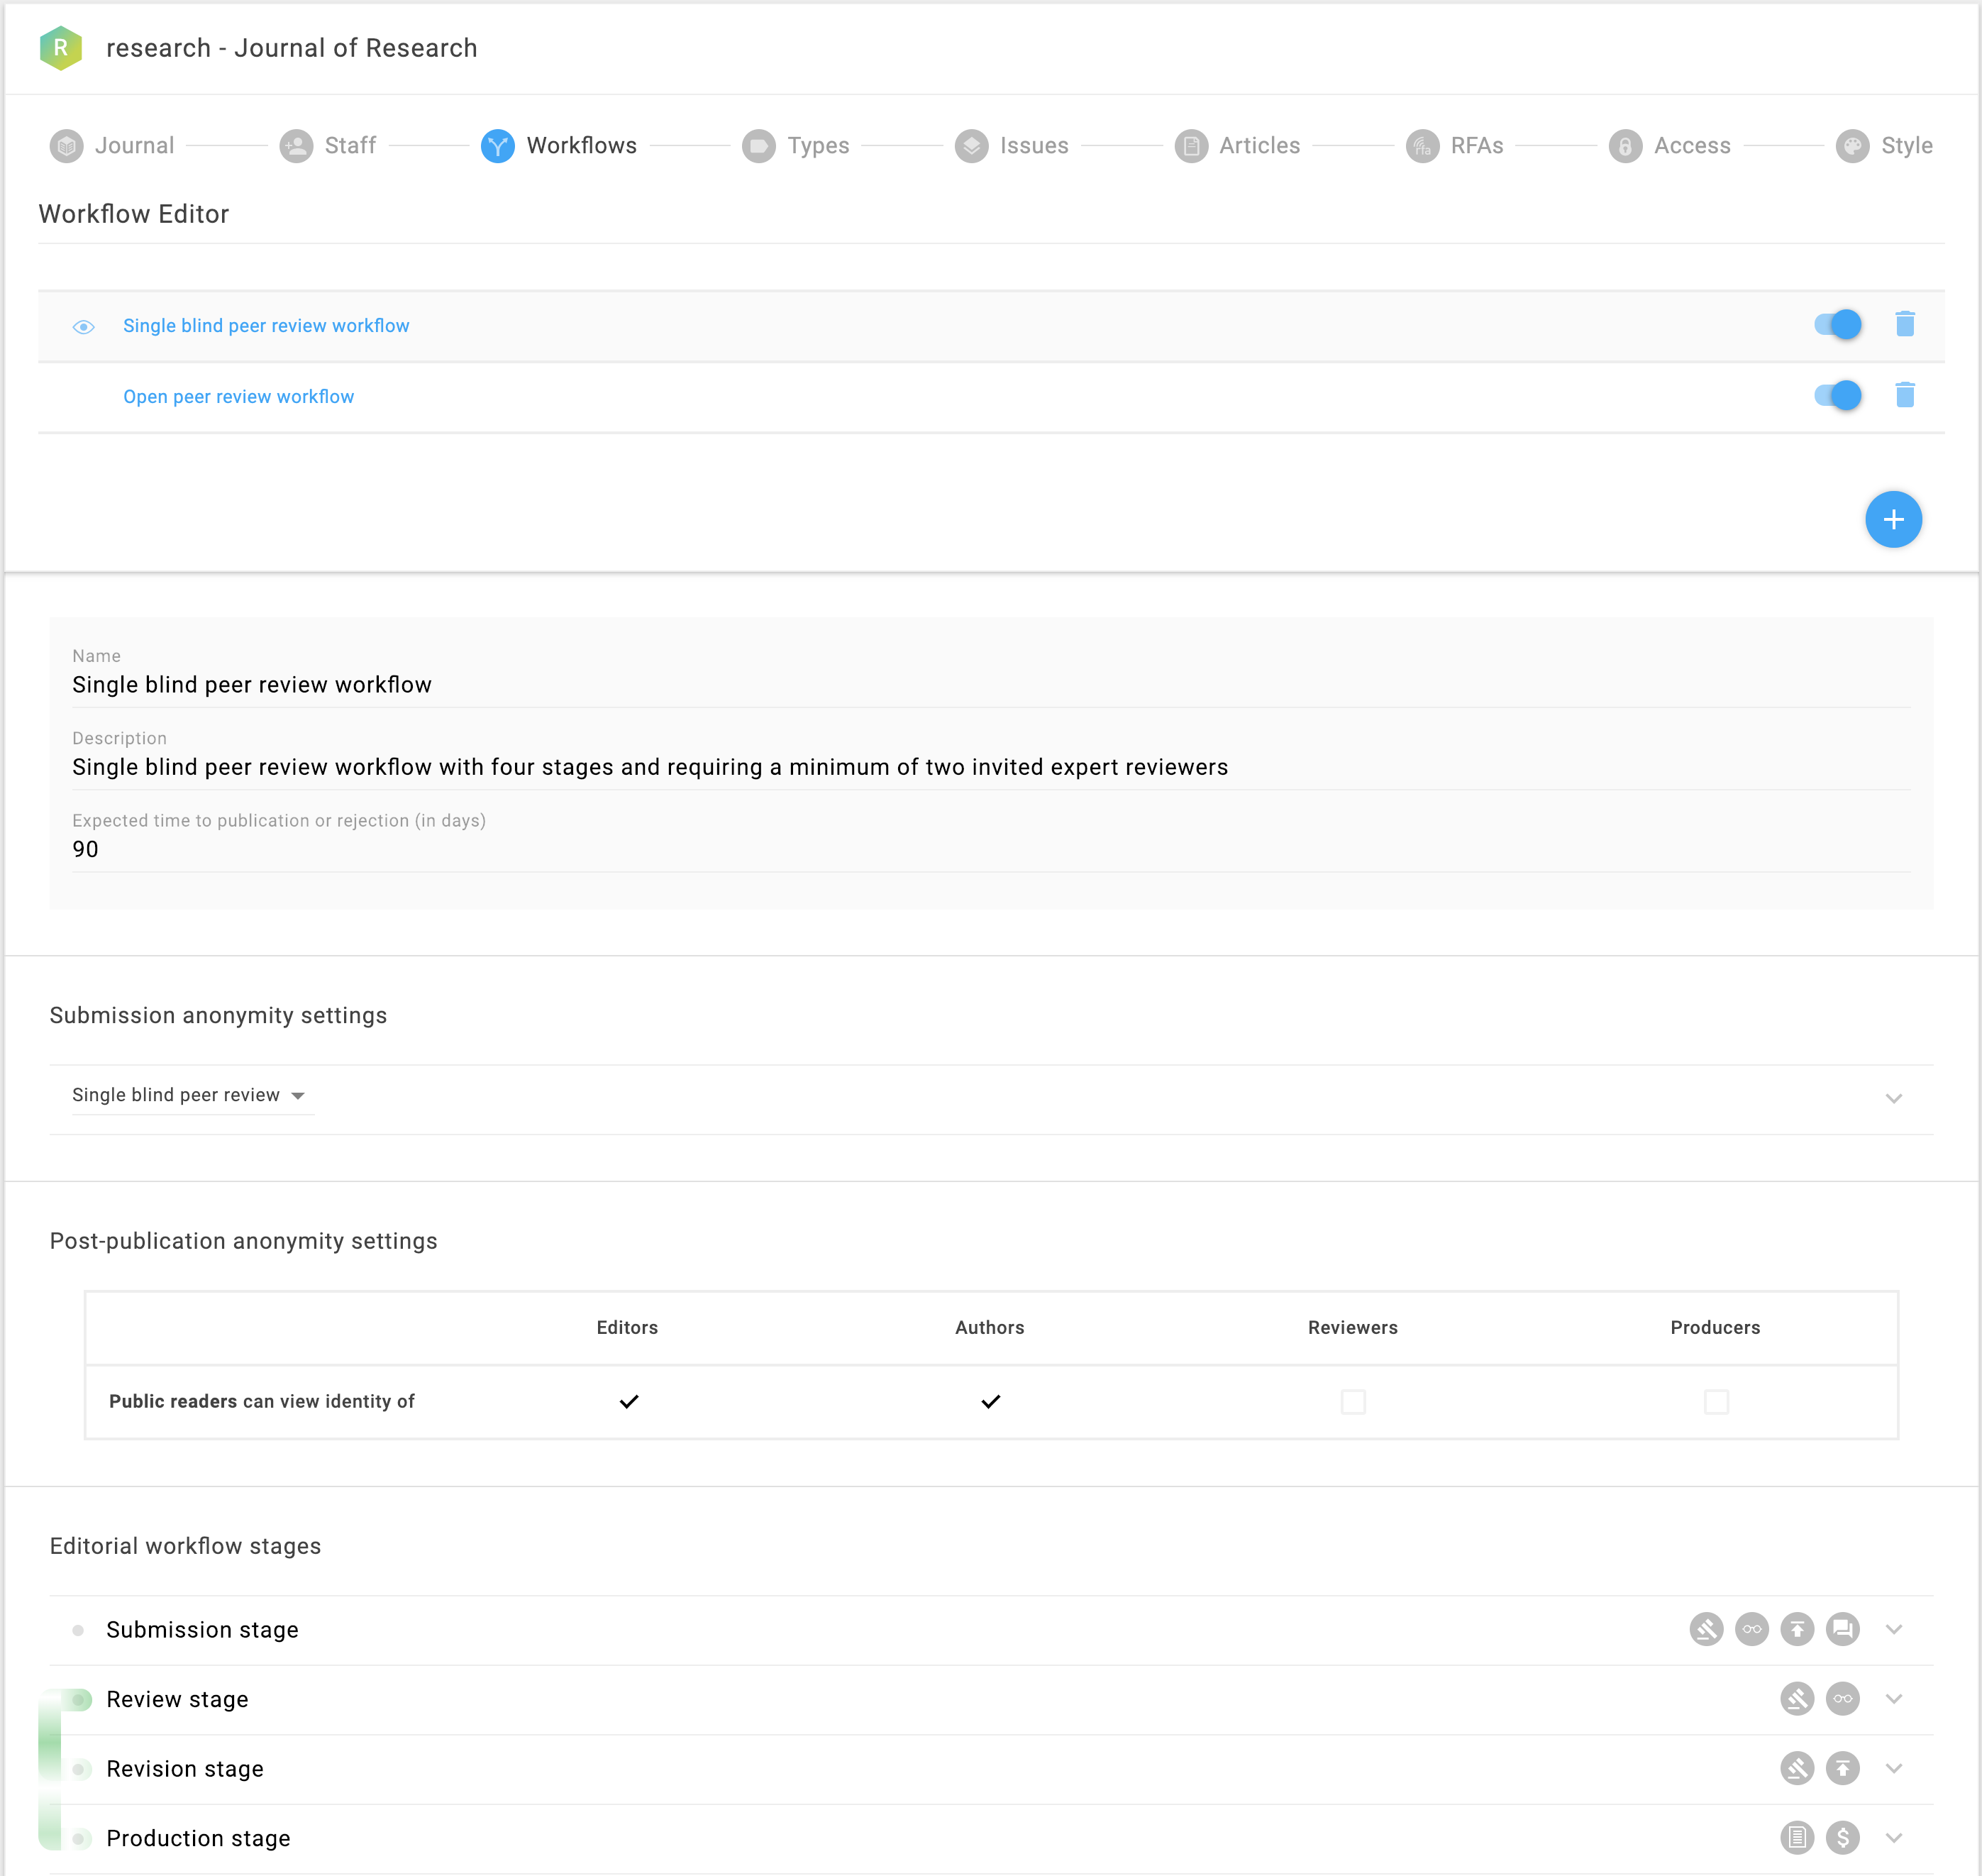 R
research - Journal of Research
Journal Staff Workflows Types Issues Articles RFAs Access Style
Workflow Editor
Single blind peer review workflow
Open peer review workflow
Name
Single blind peer review workflow
Description
Single blind peer review workflow with four stages and requiring a minimum of two invited expert reviewers
Expected time to publication or rejection (in days)
90
Submission anonymity settings
Single blind peer review
Post-publication anonymity settings
Editors Authors Reviewers Producers
Public readers can view identity of
Editorial workflow stages
Submission stage
Review stage
Revision stage
Production stage